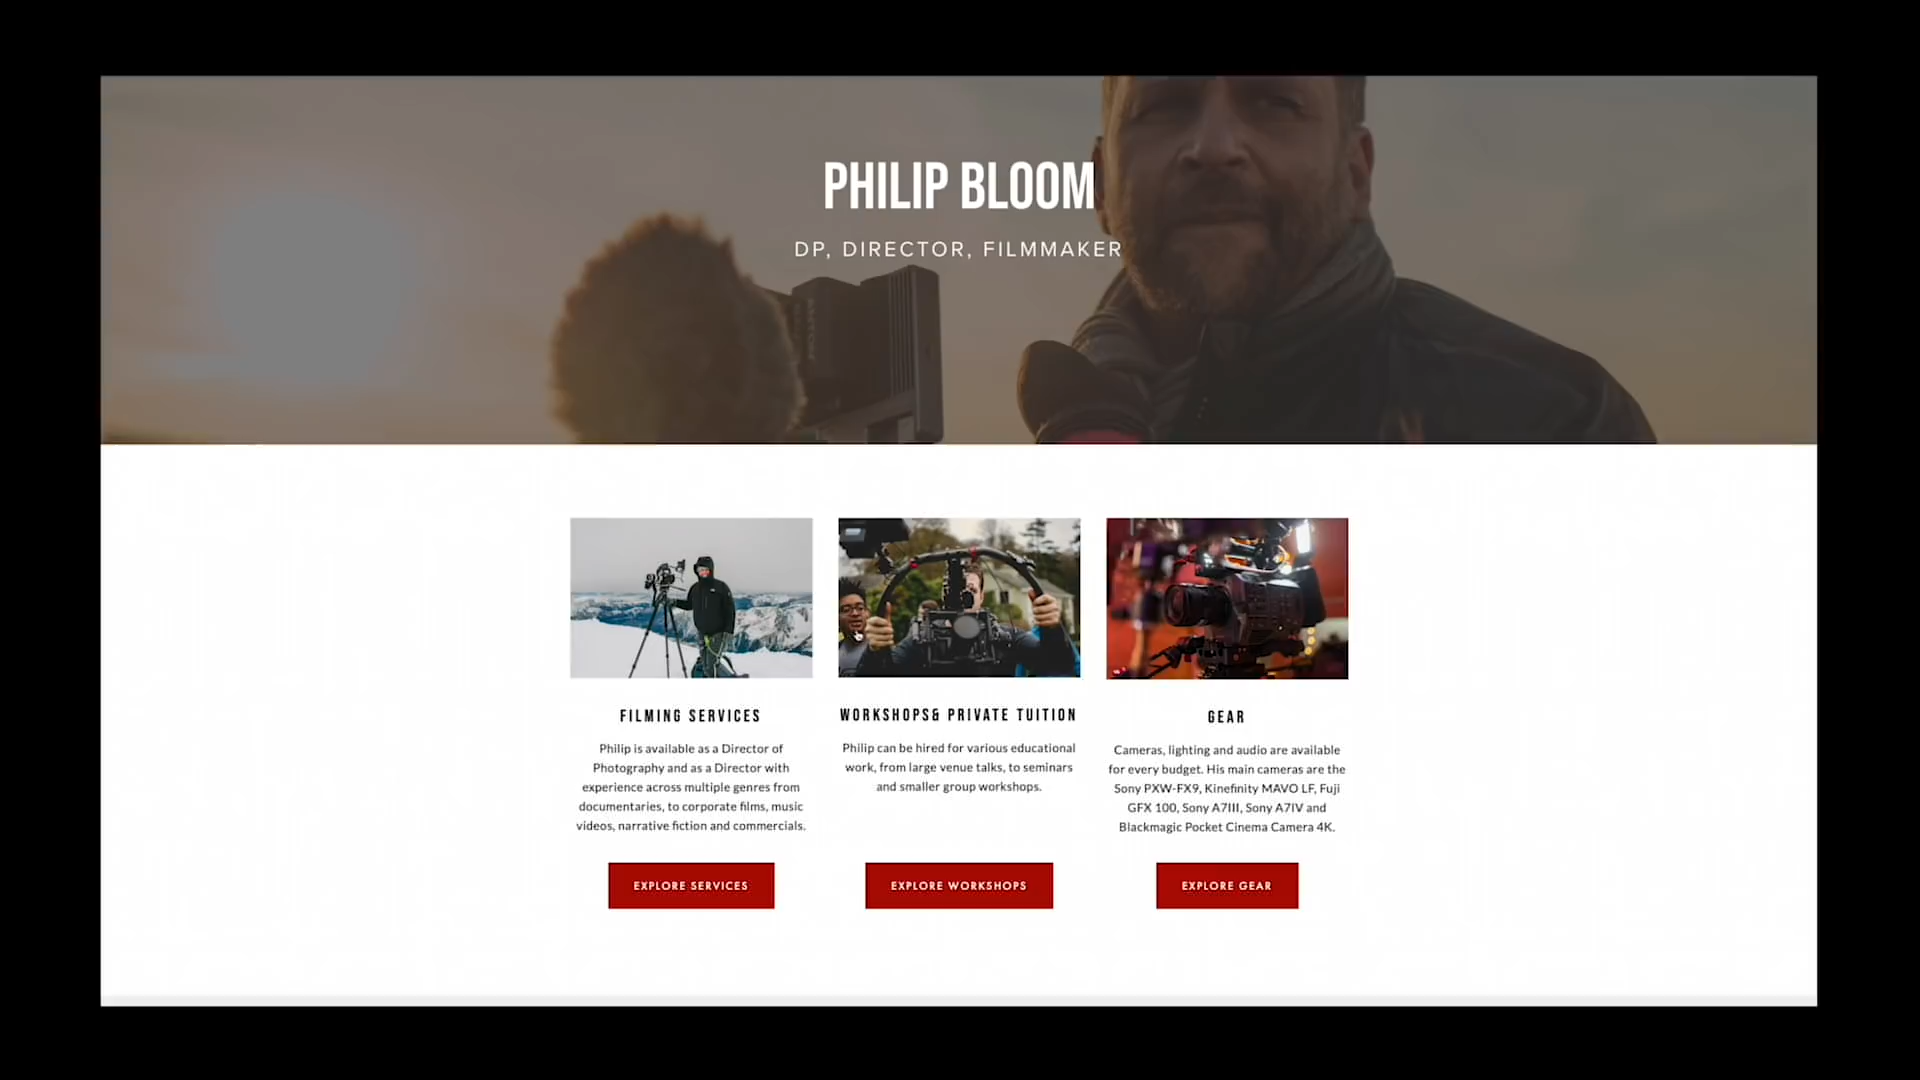 PHILIP BLOOM
DP, DIRECTOR, FILMMAKER
FILMING SERVICES
Philip is available as a Director of
Photography and as a Director with
experience across multiple genres from
documentaries, to corporate films, music
videos, narrative fiction and commercials.
EXPLORE SERVICES
WORKSHOPS& PRIVATE TUITION
Philip can be hired for various educational
work, from large venue talks, to seminars
and smaller group workshops.
EXPLORE WORKSHOPS
GEAR
Cameras, lighting and audio are available
for every budget. His main cameras are the
Sony PXW-FX9, Kinefinity MAVO LF, Fuji
GFX 100, Sony A7III, Sony A7IV and
Blackmagic Pocket Cinema Camera 4K.
EXPLORE GEAR